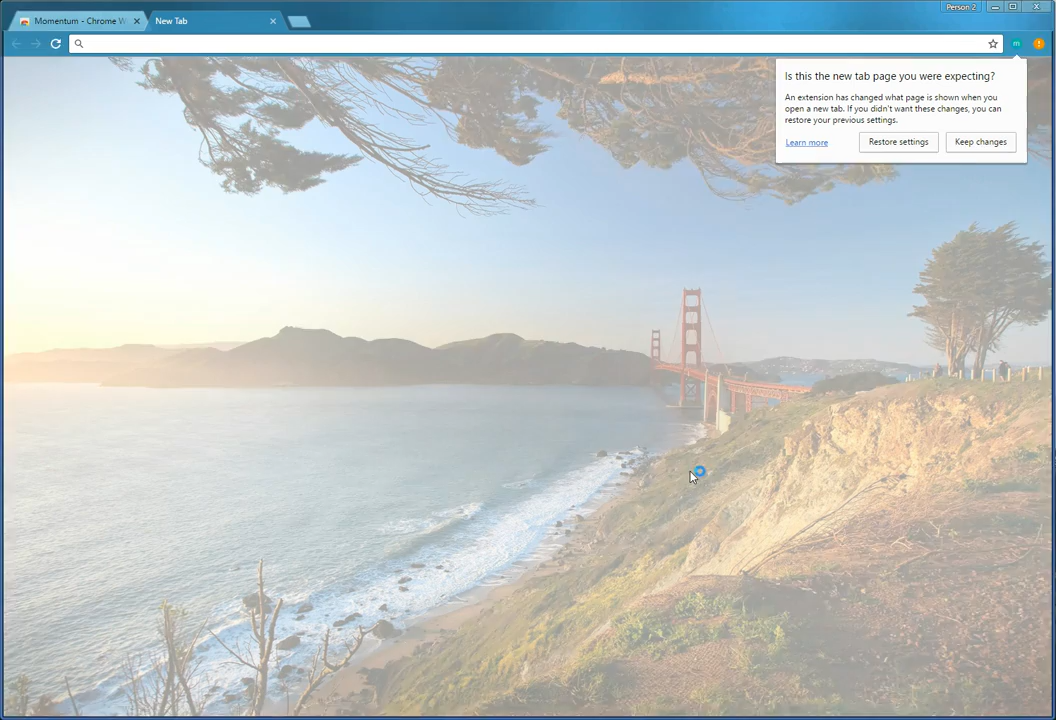 Person 2
Momentum - Chrome W
New Tab
m
Is this the new tab page you were expecting?
An extension has changed what page is shown when you
open a new tab. If you didn't want these changes, you can
restore your previous settings.
Learn more
Restore settings
Keep changes